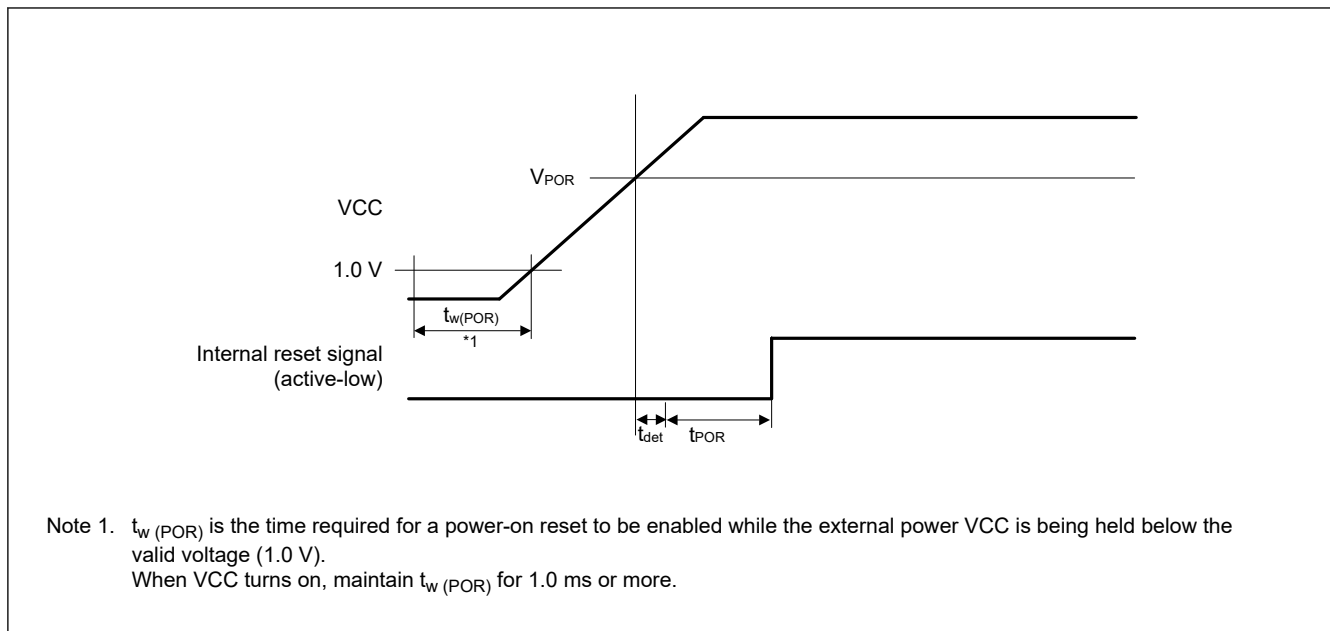 VPOR
VCC
1.0 V
tw(POR)
*1
Internal reset signal
(active-low)
tdet
tPOR
Note 1. tw (POR) is the time required for a power-on reset to be enabled while the external power VCC is being held below the
valid voltage (1.0 V).
When VCC turns on, maintain tw (POR) for 1.0 ms or more.